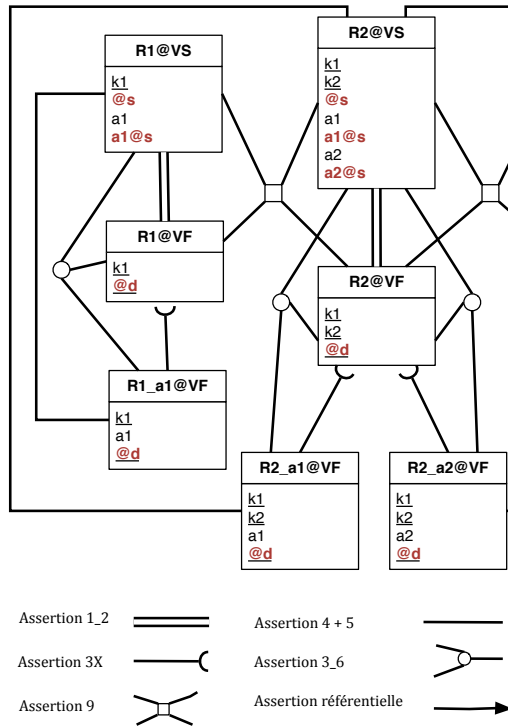 R1@VS
k1
@s
a1
a1@s
R2@VS
k1
k2
@s
a1
a1@s
a2
a2@s
R1@VF
k1
@d
R2@VF
k1
k2
@d
R1_a1@VF
k1
a1
@d
R2_a1@VF
k1
k2
a1
@d
R2_a2@VF
k1
k2
a2
@d
Assertion 1_2
Assertion 4 + 5
Assertion 3X
Assertion 3_6
Assertion 9
Assertion référentielle